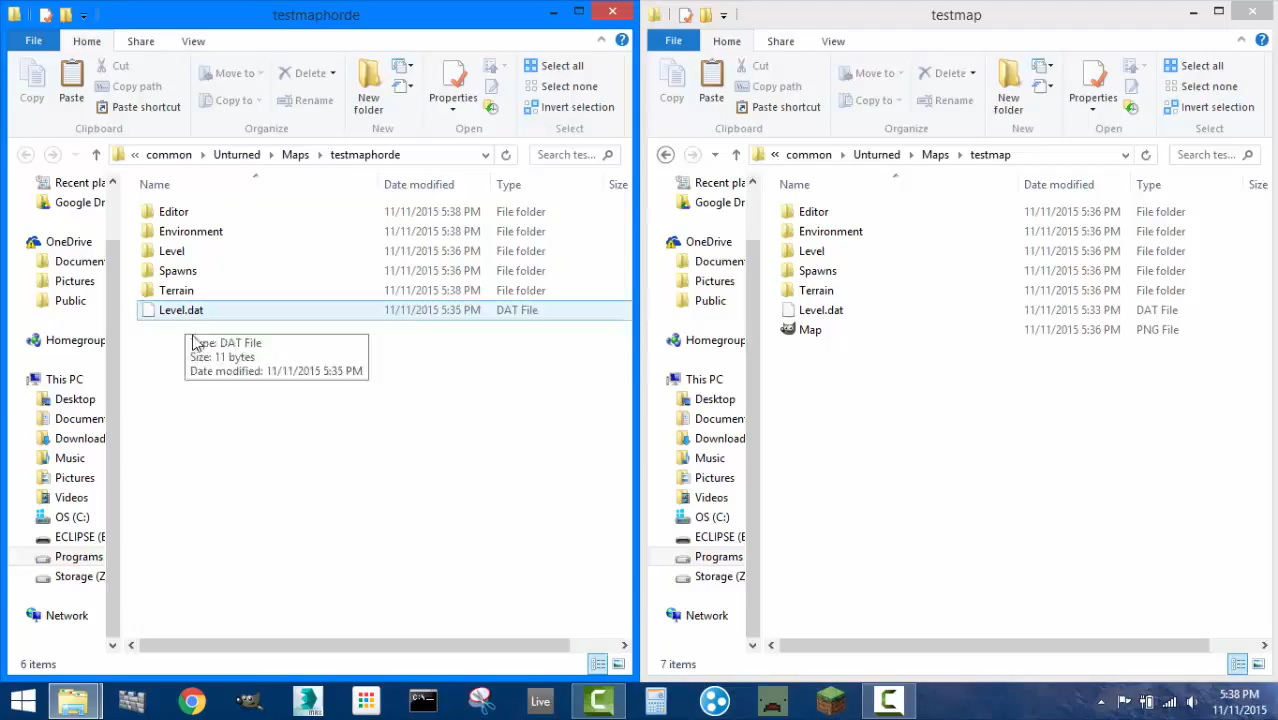 testmaphorde
File Home Share View
Copy Paste Cut Copy path Paste shortcut Move to Copy to Delete Rename New folder Properties Select all Select none Invert selection
Clipboard Organize New Open Select
« common Unturned Maps testmaphorde Search tes...
Name Date modified Type Size
Editor 11/11/2015 5:38 PM File folder
Environment 11/11/2015 5:38 PM File folder
Level 11/11/2015 5:36 PM File folder
Spawns 11/11/2015 5:36 PM File folder
Terrain 11/11/2015 5:38 PM File folder
Level.dat 11/11/2015 5:35 PM DAT File
pe: DAT File
Size: 11 bytes
Date modified: 11/11/2015 5:35 PM
Recent pla
Google Dr
OneDrive
Documen
Pictures
Public
Homegroup
This PC
Desktop
Documen
Download
Music
Pictures
Videos
OS (C:)
ECLIPSE (E
Programs
Storage (Z
Network
6 items
testmap
File Home Share View
Copy Paste Cut Copy path Paste shortcut Move to Copy to Delete Rename New folder Properties Select all Select none Invert selection
Clipboard Organize New Open Select
« common Unturned Maps testmap Search tes...
Name Date modified Type Size
Editor 11/11/2015 5:36 PM File folder
Environment 11/11/2015 5:36 PM File folder
Level 11/11/2015 5:36 PM File folder
Spawns 11/11/2015 5:36 PM File folder
Terrain 11/11/2015 5:36 PM File folder
Level.dat 11/11/2015 5:33 PM DAT File
Map 11/11/2015 5:36 PM PNG File
Recent pla
Google Dr
OneDrive
Documen
Pictures
Public
Homegroup
This PC
Desktop
Documen
Download
Music
Pictures
Videos
OS (C:)
ECLIPSE (E
Programs
Storage (Z
Network
7 items
Live
5:38 PM
11/11/2015